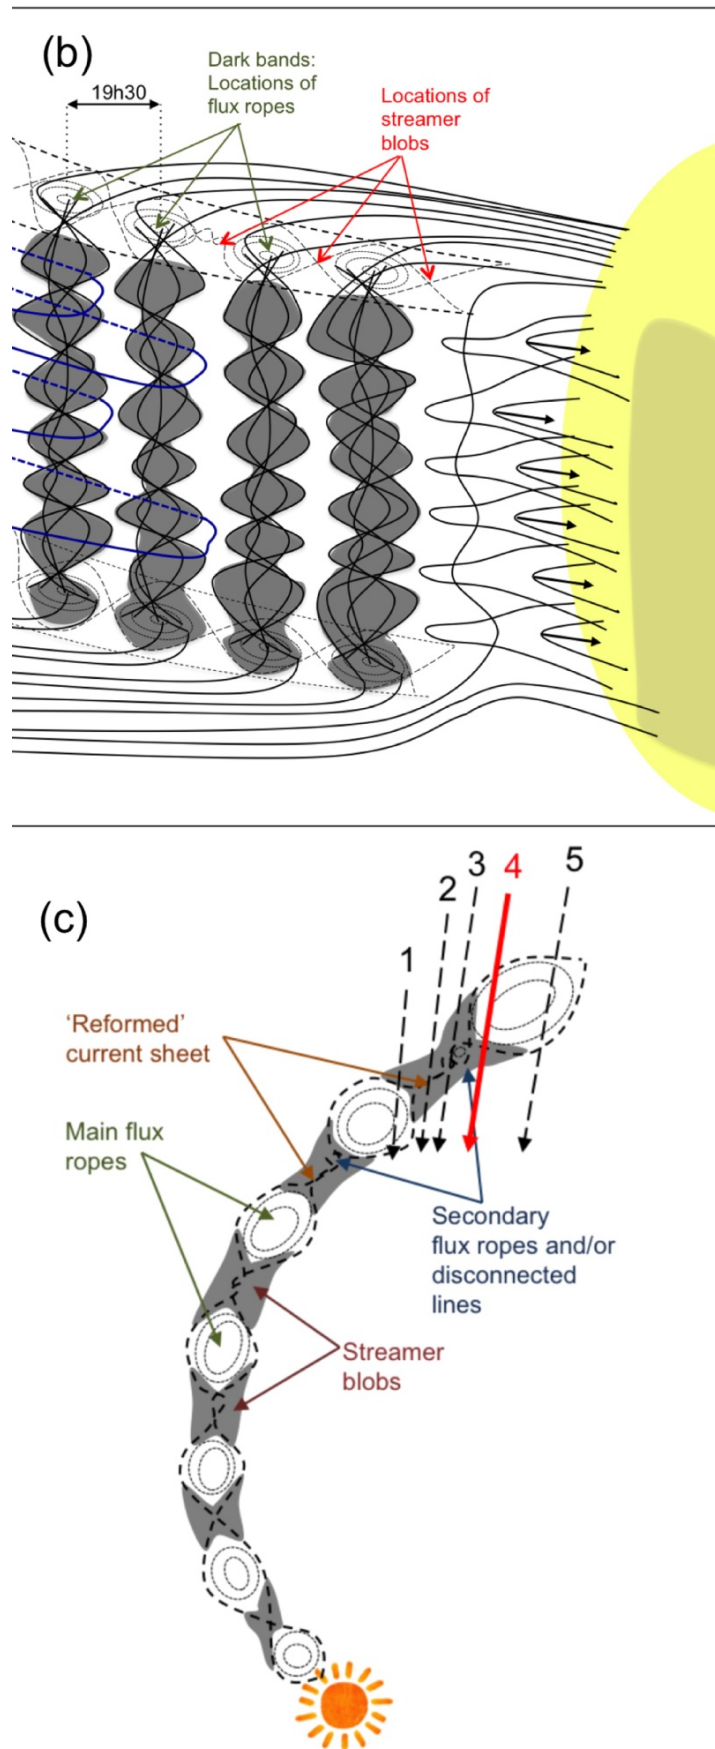 (b)
Dark bands:
Locations of
flux ropes
19h30
Locations of
streamer
blobs
(c)
1
2
3
4
5
‘Reformed’
current sheet
Main flux
ropes
Secondary
flux ropes and/or
disconnected
lines
Streamer
blobs